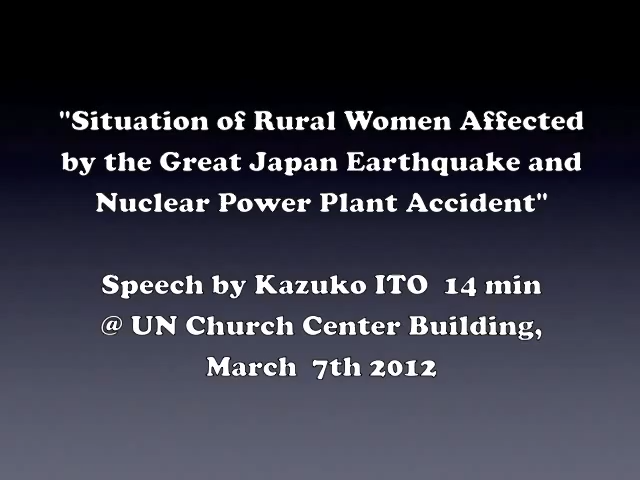 "Situation of Rural Women Affected
by the Great Japan Earthquake and
Nuclear Power Plant Accident"
Speech by Kazuko ITO  14 min
@ UN Church Center Building,
March  7th 2012